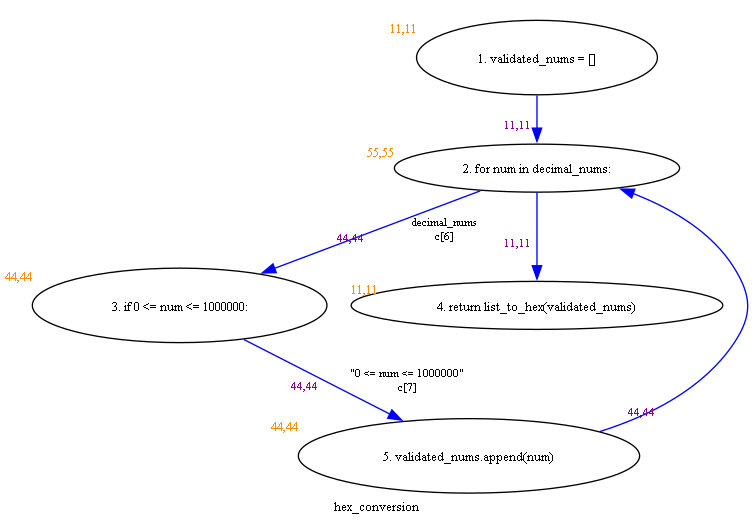 11,11
1. validated_nums = []
11,11
55,55
2. for num in decimal_nums:
decimal_nums
c[6]
44,44
11,11
44,44
3. if 0 <= num <= 1000000:
11,11
4. return list_to_hex(validated_nums)
"0 <= num <= 1000000"
c[7]
44,44
44,44
44,44
5. validated_nums.append(num)
hex_conversion